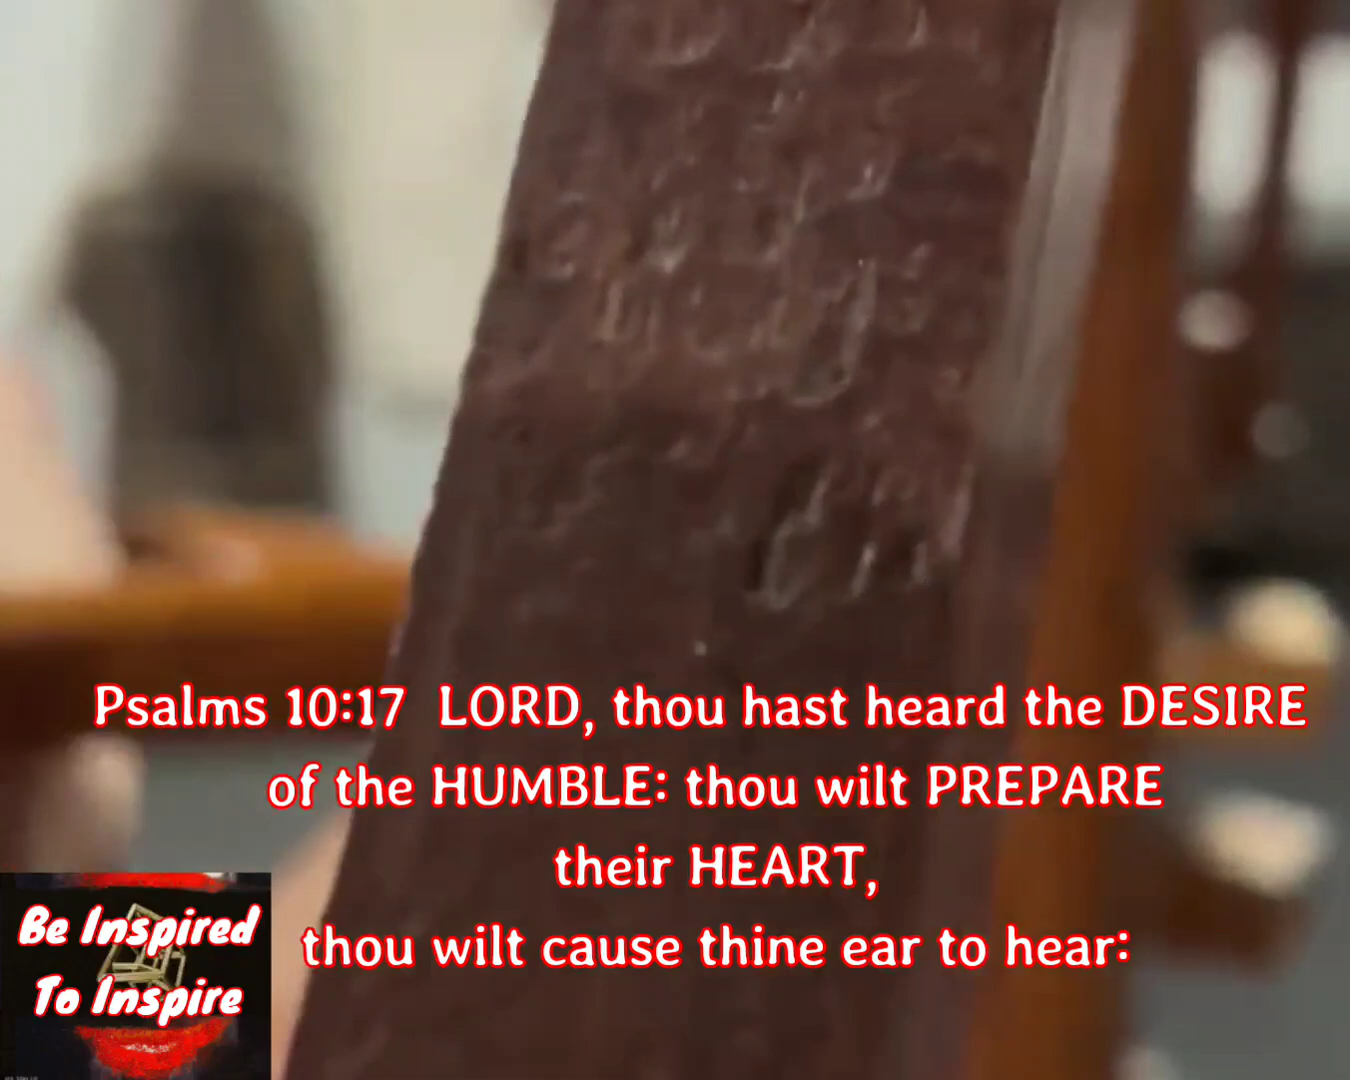 Psalms 10:17 LORD, thou hast heard the DESIRE
of the HUMBLE: thou wilt PREPARE
their HEART,
thou wilt cause thine ear to hear:
Be Inspired
To Inspire